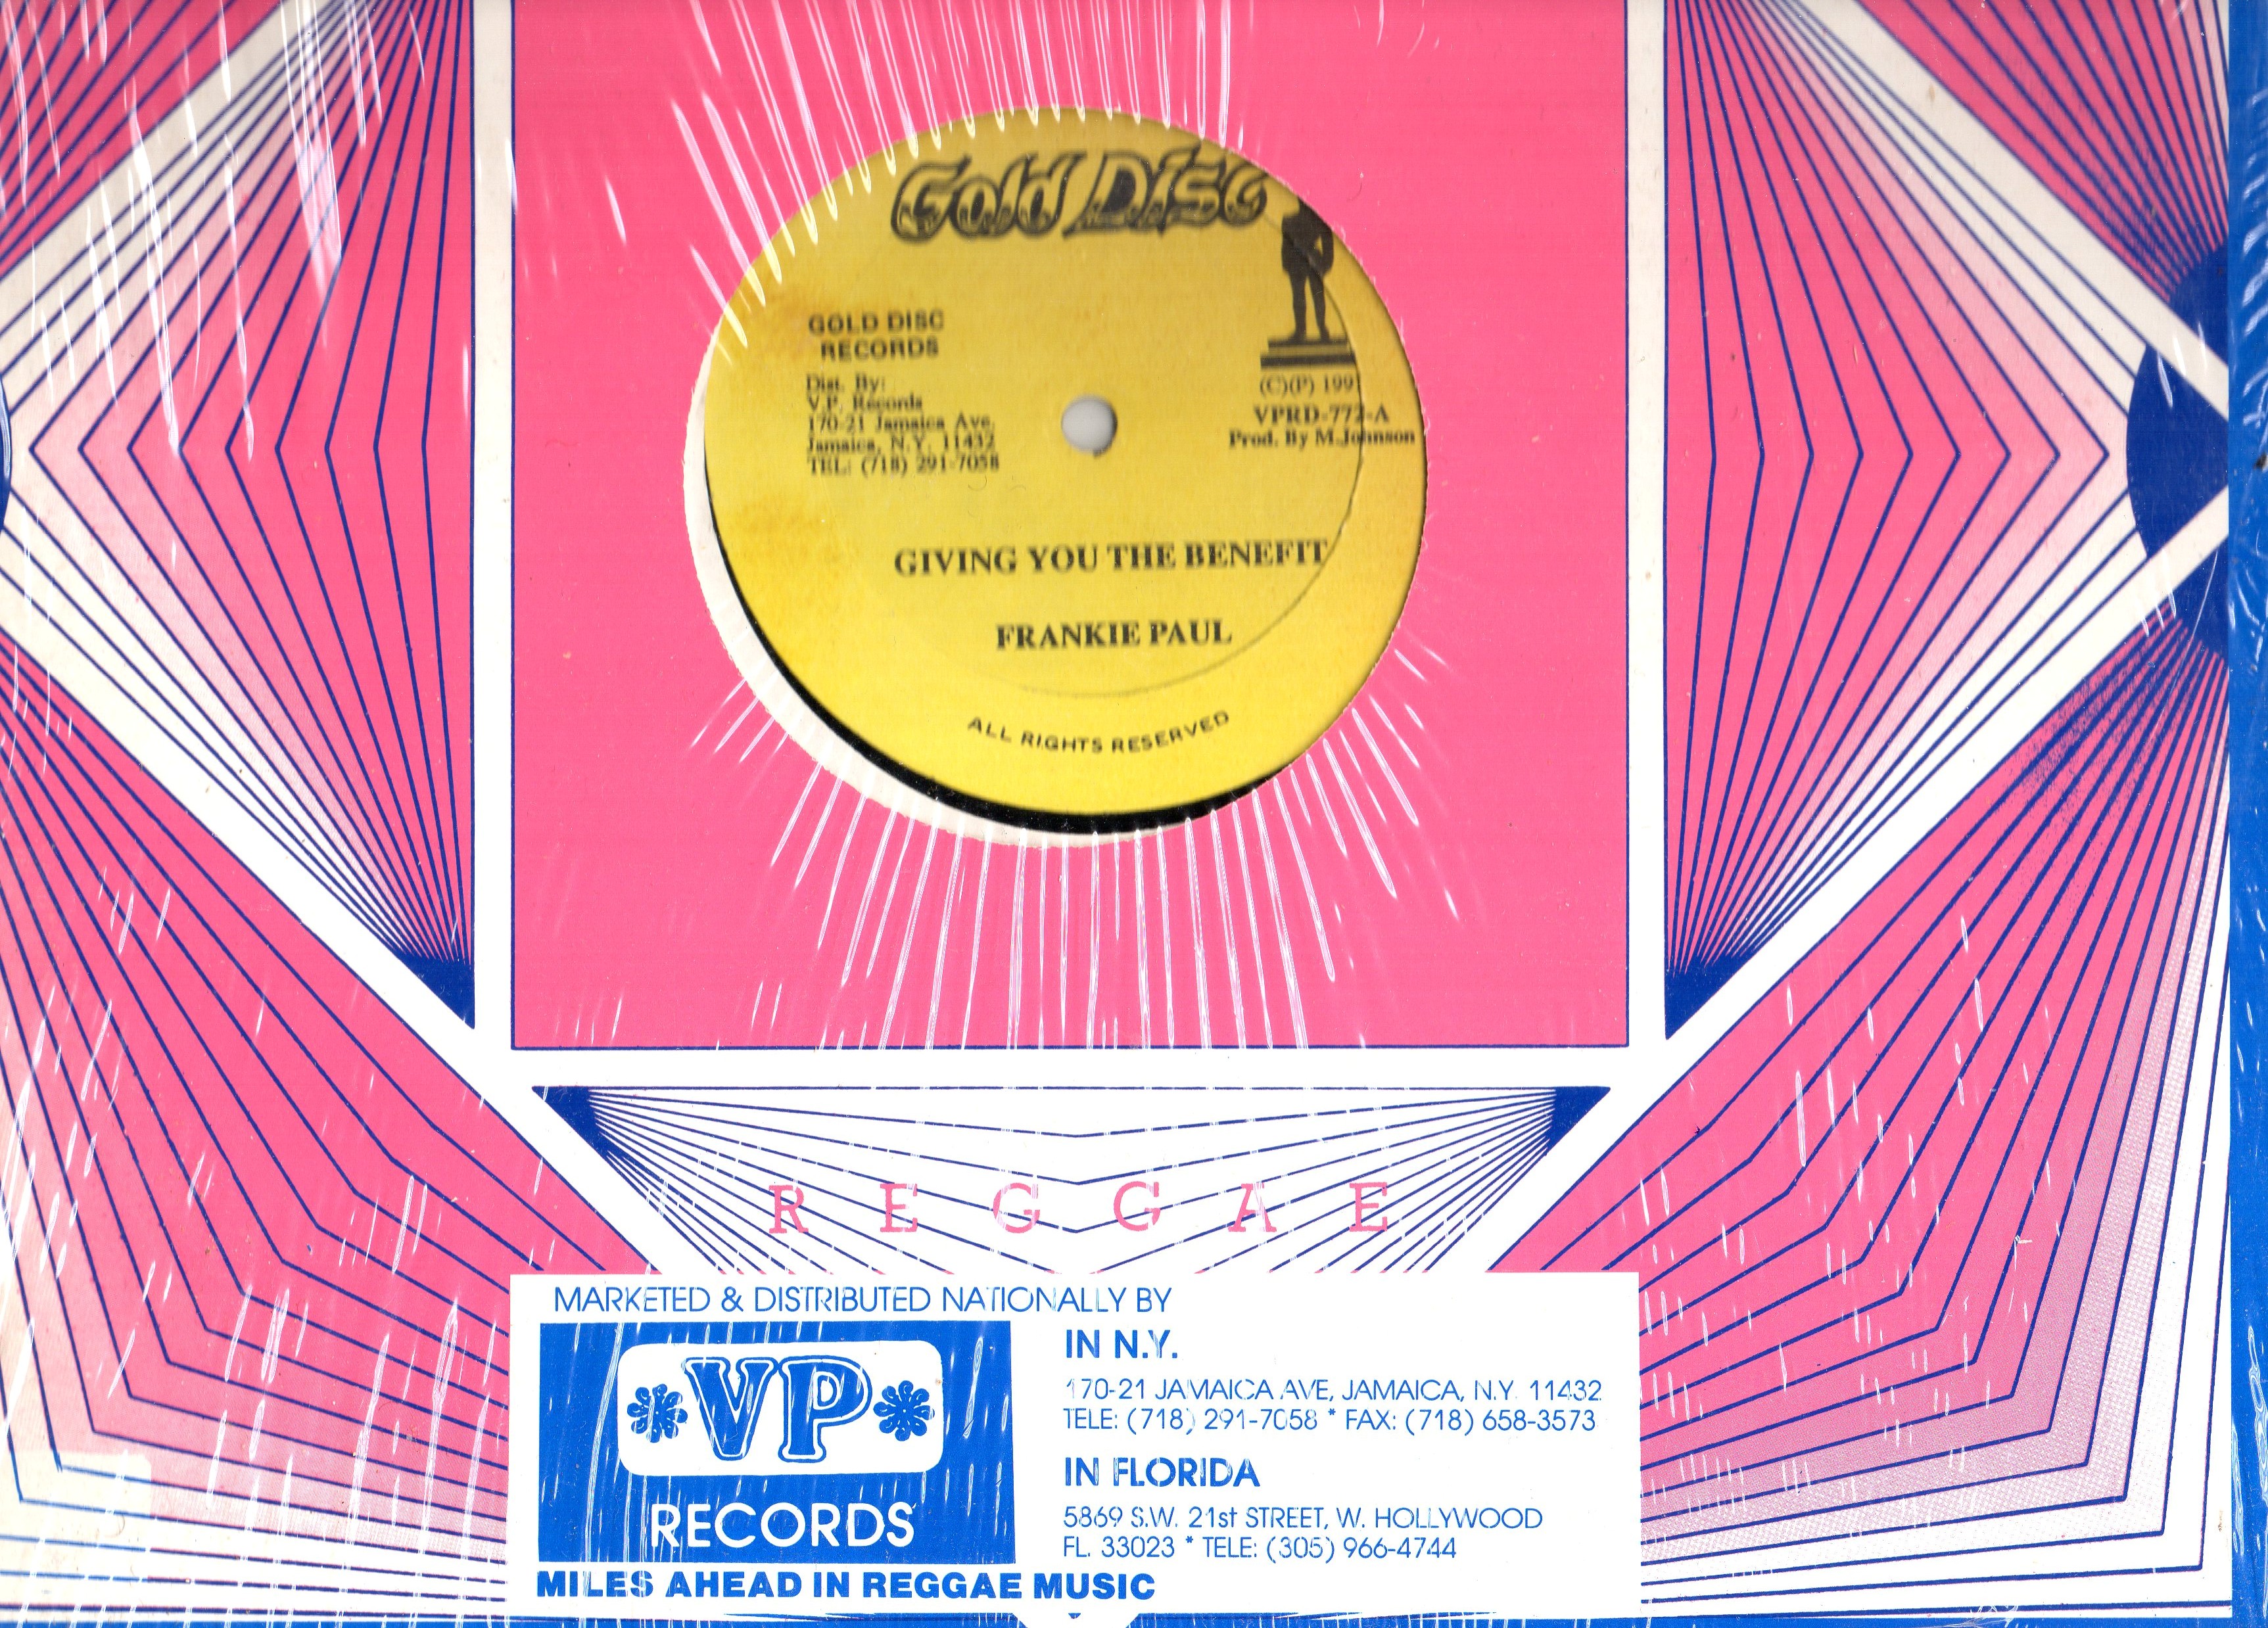 Gold Disc
GOLD DISC
RECORDS
Dist. By:
V.P. Records
170-21 Jamaica Ave.
Jamaica, N.Y. 11432
TEL: (718) 291-7058
(C)(P) 199
VPRD-772-A
Prod. By M.Johnson
GIVING YOU THE BENEFIT
FRANKIE PAUL
ALL RIGHTS RESERVED
REGGAE
MARKETED & DISTRIBUTED NATIONALLY BY
VP
RECORDS
MILES AHEAD IN REGGAE MUSIC
IN N.Y.
170-21 JAMAICA AVE, JAMAICA, N.Y. 11432
TELE: (718) 291-7058 * FAX: (718) 658-3573
IN FLORIDA
5869 S.W. 21st STREET, W. HOLLYWOOD
FL. 33023 * TELE: (305) 966-4744